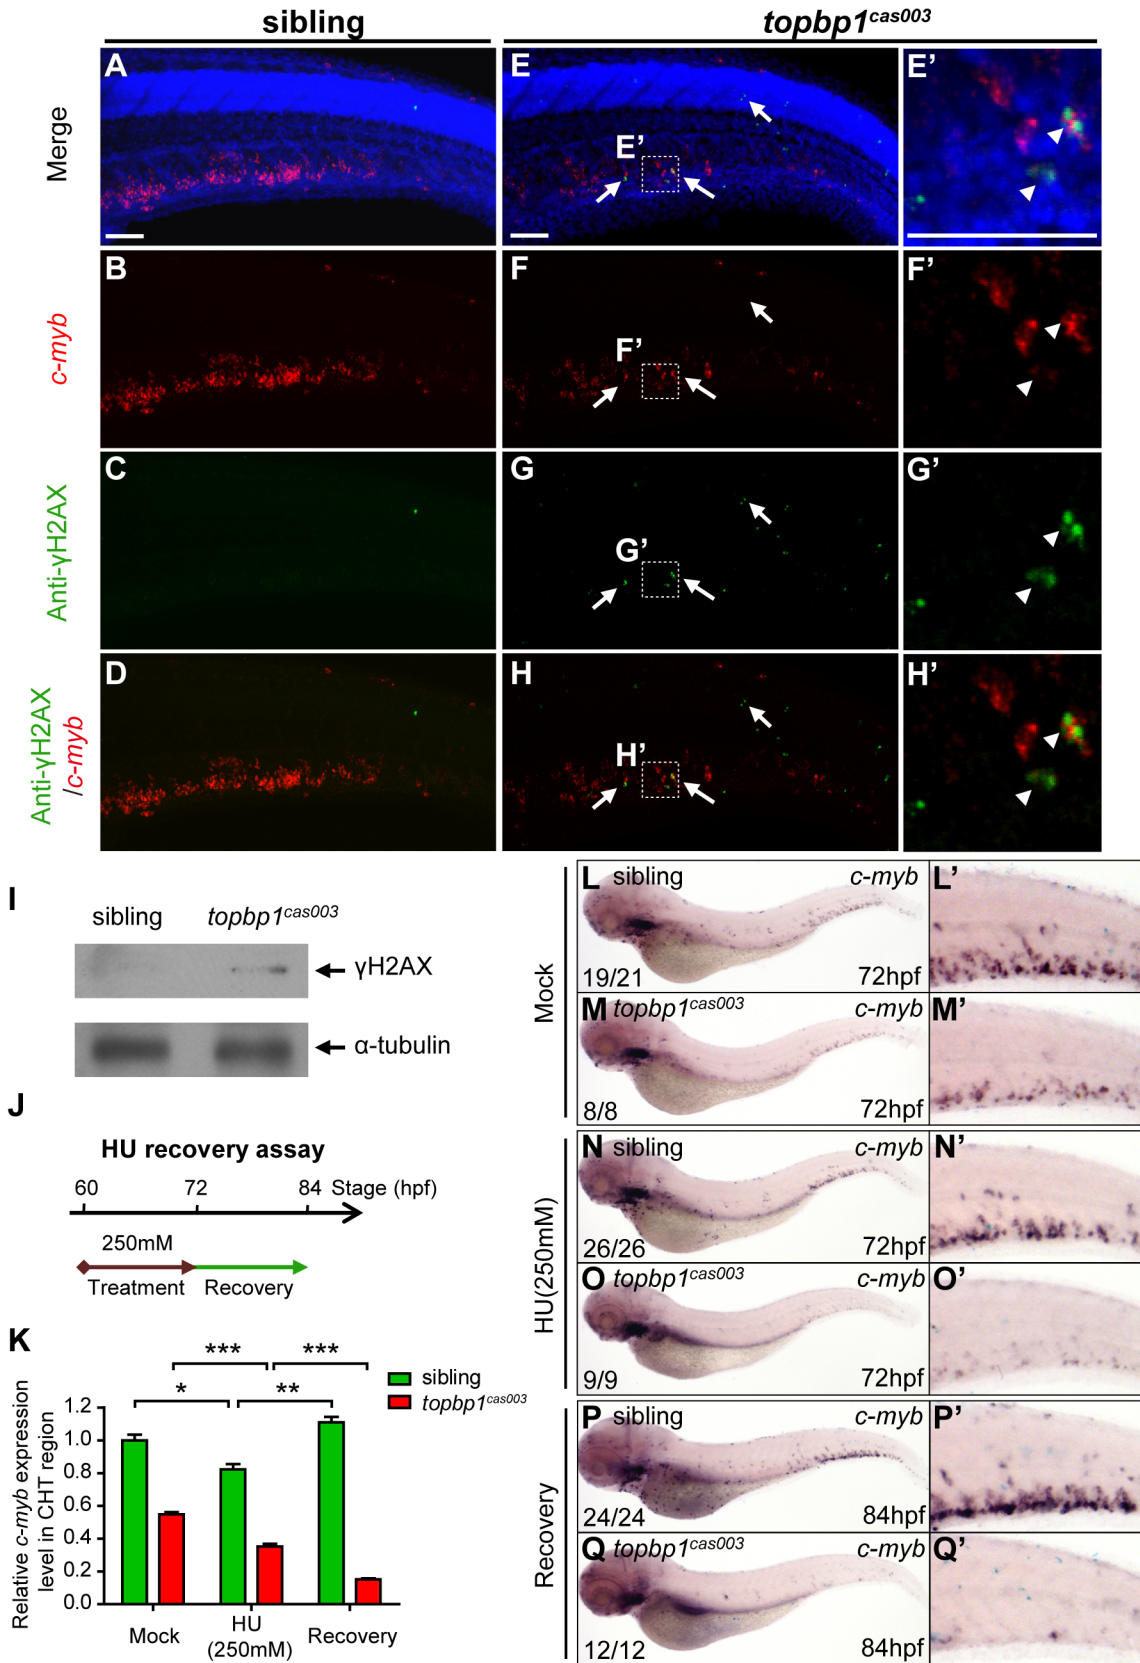 sibling
topbp1cas003
Merge
A
E
E'
E'
c-myb
B
F
F'
F'
Anti-γH2AX
C
G
G'
G'
Anti-γH2AX
/c-myb
D
H
H'
H'
I
sibling
topbp1cas003
γH2AX
α-tubulin
J
HU recovery assay
60
72
84
Stage (hpf)
250mM
Treatment
Recovery
K
***
***
*
**
sibling
topbp1cas003
Relative c-myb expression
level in CHT region
1.2
1.0
0.8
0.6
0.4
0.2
0.0
Mock
HU
(250mM)
Recovery
Mock
L sibling
c-myb
L'
19/21
72hpf
M topbp1cas003
c-myb
M'
8/8
72hpf
HU(250mM)
N sibling
c-myb
N'
26/26
72hpf
O topbp1cas003
c-myb
O'
9/9
72hpf
Recovery
P sibling
c-myb
P'
24/24
84hpf
Q topbp1cas003
c-myb
Q'
12/12
84hpf